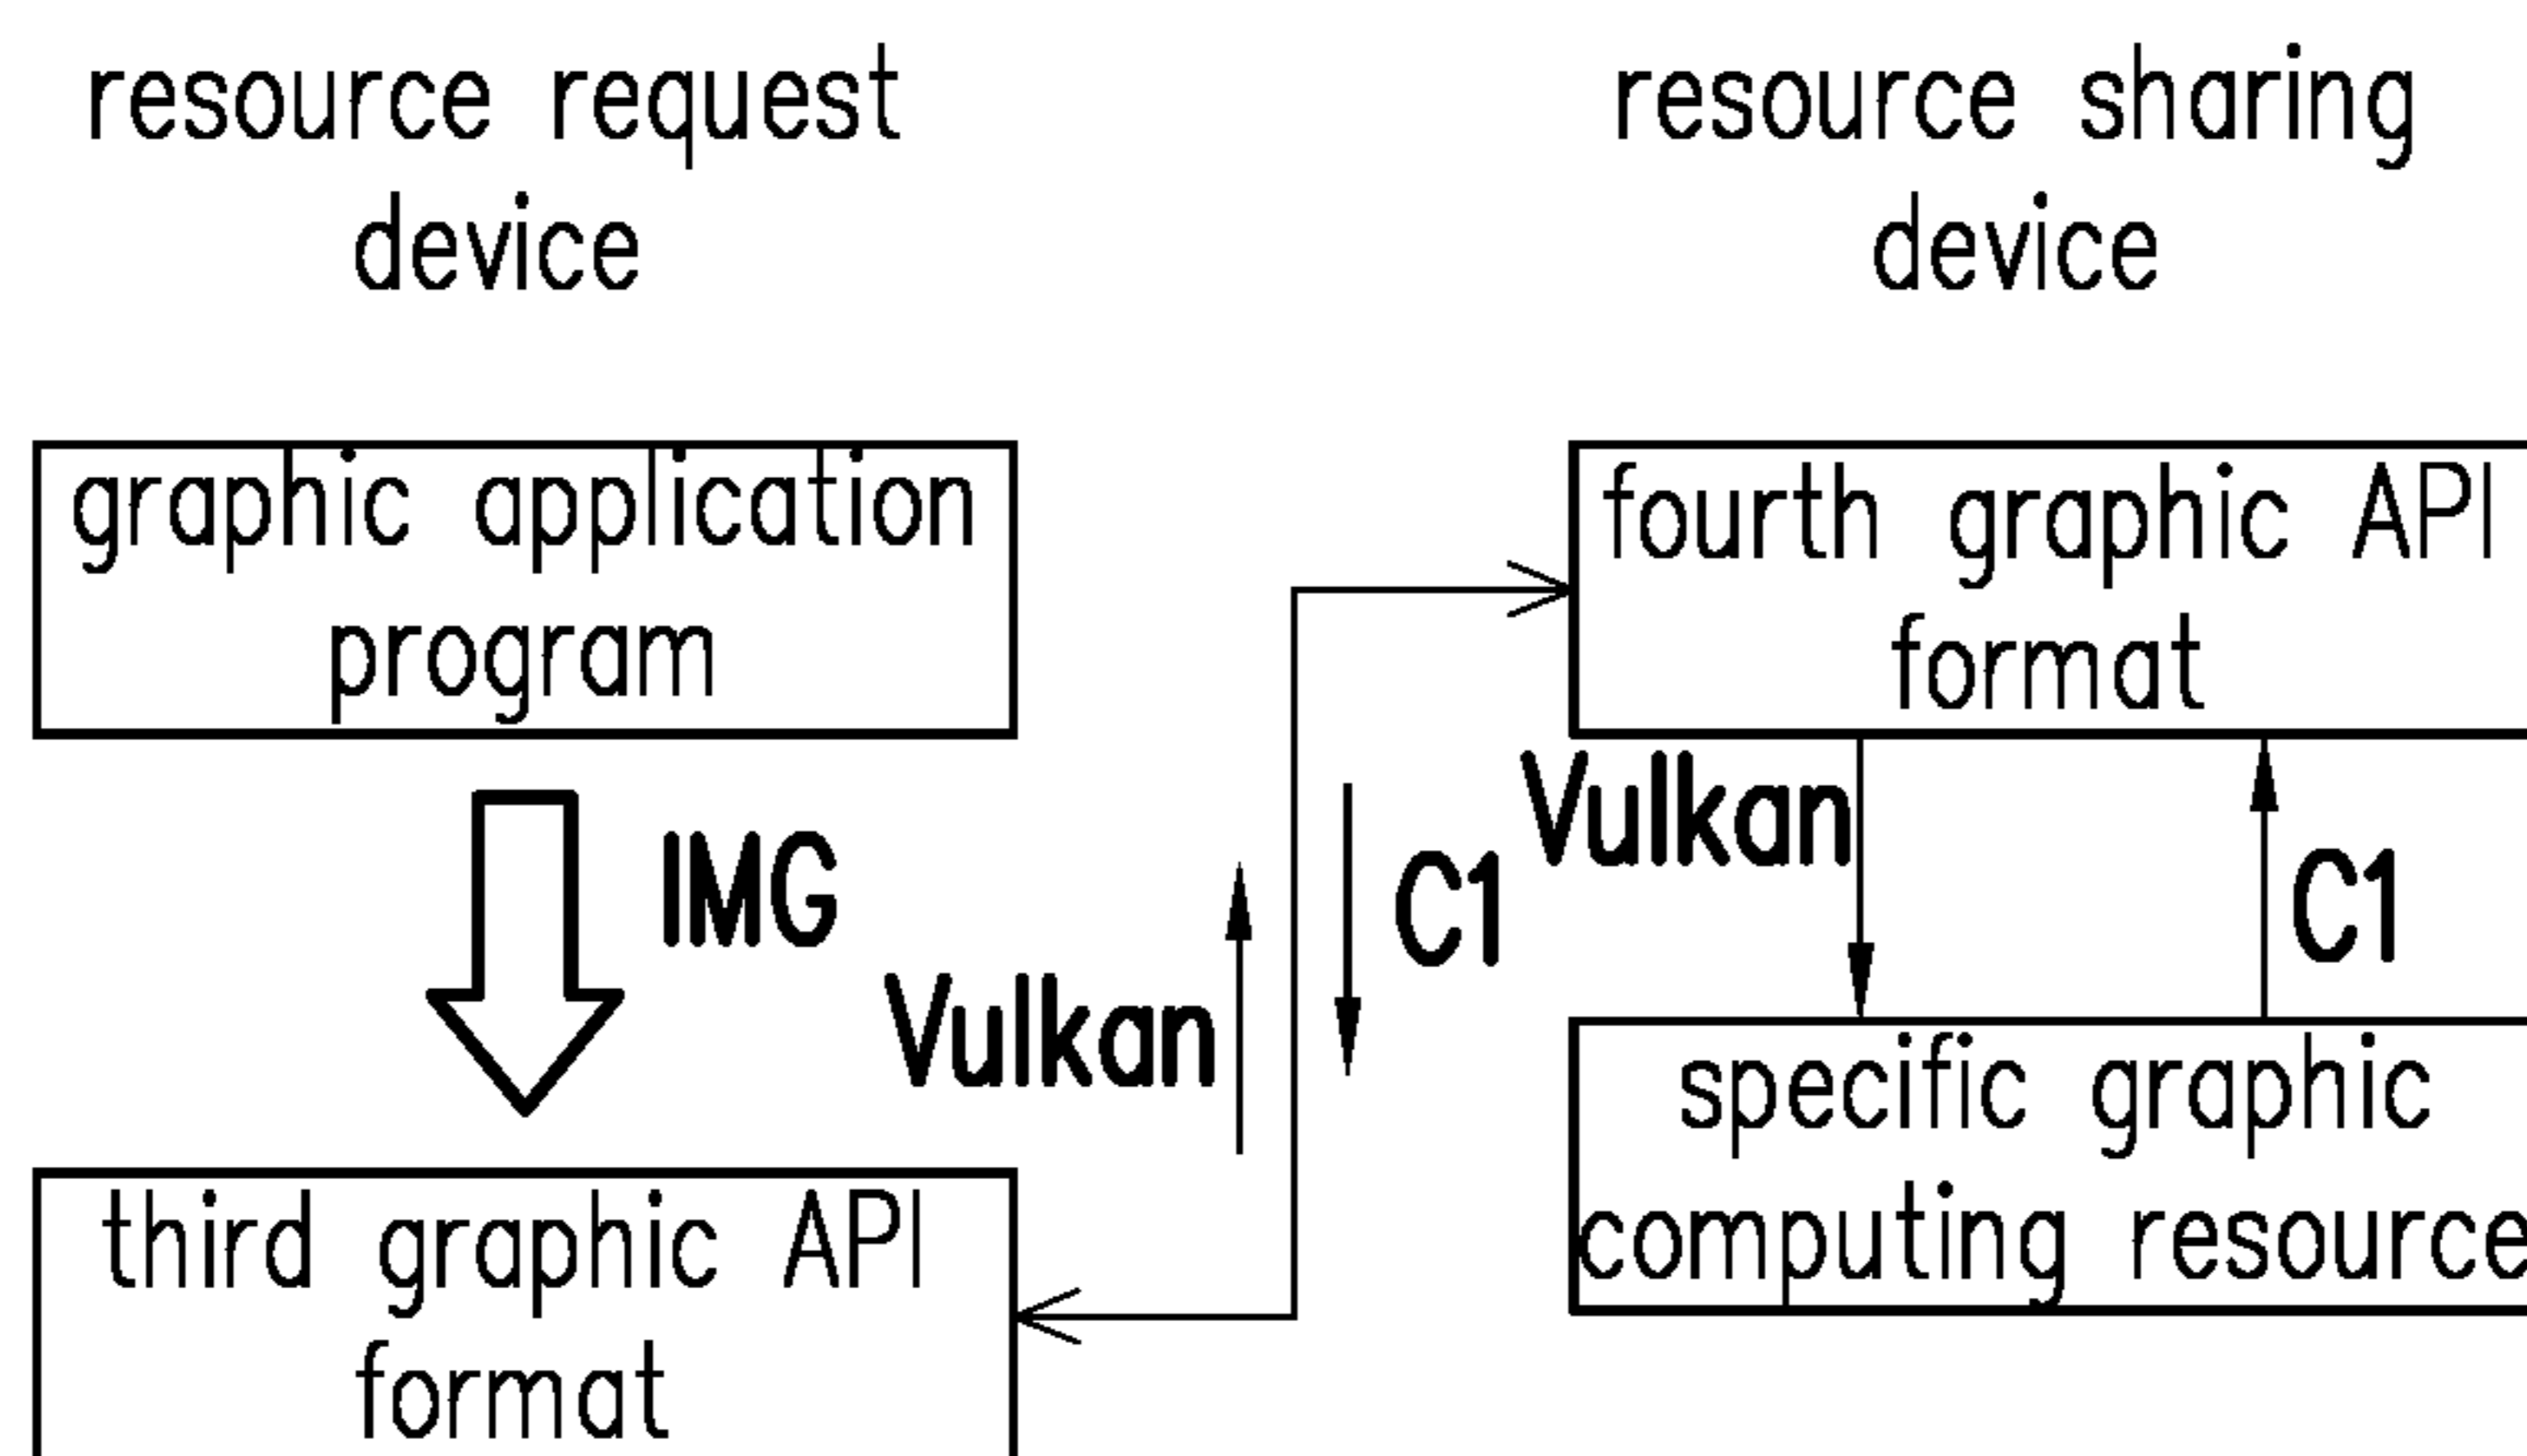 resource request
device
resource sharing
device
graphic application
program
fourth graphic API
format
IMG
Vulkan
C1
Vulkan
C1
third graphic API
format
specific graphic
computing resource